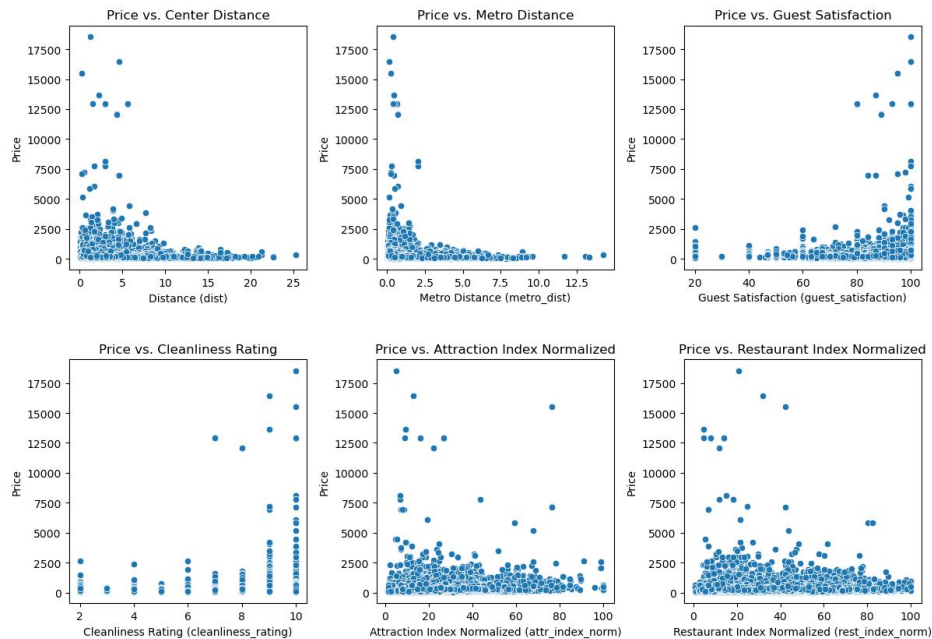 Price vs. Center Distance
Price
17500
15000
12500
10000
7500
5000
2500
0
0 5 10 15 20 25
Distance (dist)
Price vs. Metro Distance
Price
17500
15000
12500
10000
7500
5000
2500
0
0.0 2.5 5.0 7.5 10.0 12.5
Metro Distance (metro_dist)
Price vs. Guest Satisfaction
Price
17500
15000
12500
10000
7500
5000
2500
0
20 40 60 80 100
Guest Satisfaction (guest_satisfaction)
Price vs. Cleanliness Rating
Price
17500
15000
12500
10000
7500
5000
2500
0
2 4 6 8 10
Cleanliness Rating (cleanliness_rating)
Price vs. Attraction Index Normalized
Price
17500
15000
12500
10000
7500
5000
2500
0
0 20 40 60 80 100
Attraction Index Normalized (attr_index_norm)
Price vs. Restaurant Index Normalized
Price
17500
15000
12500
10000
7500
5000
2500
0
0 20 40 60 80 100
Restaurant Index Normalized (rest_index_norm)